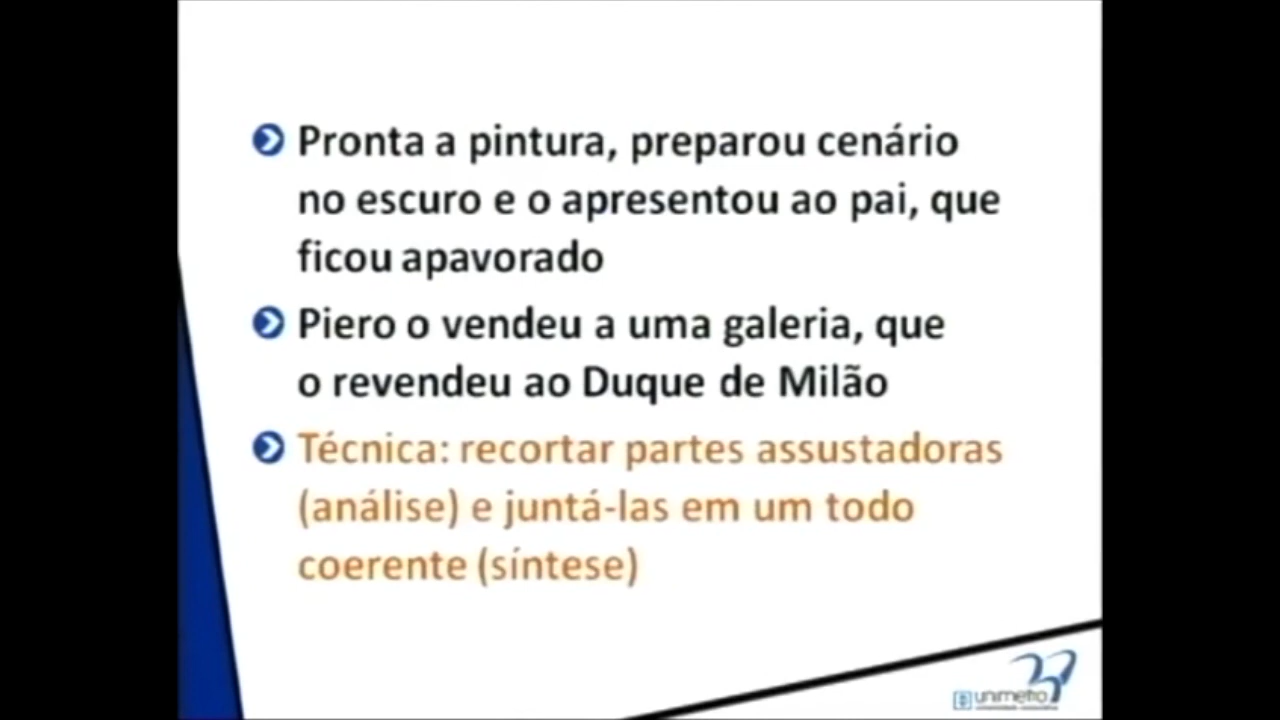 Pronta a pintura, preparou cenário
no escuro e o apresentou ao pai, que
ficou apavorado
Piero o vendeu a uma galeria, que
o revendeu ao Duque de Milão
Técnica: recortar partes assustadoras
(análise) e juntá-las em um todo
coerente (síntese)
unimetro